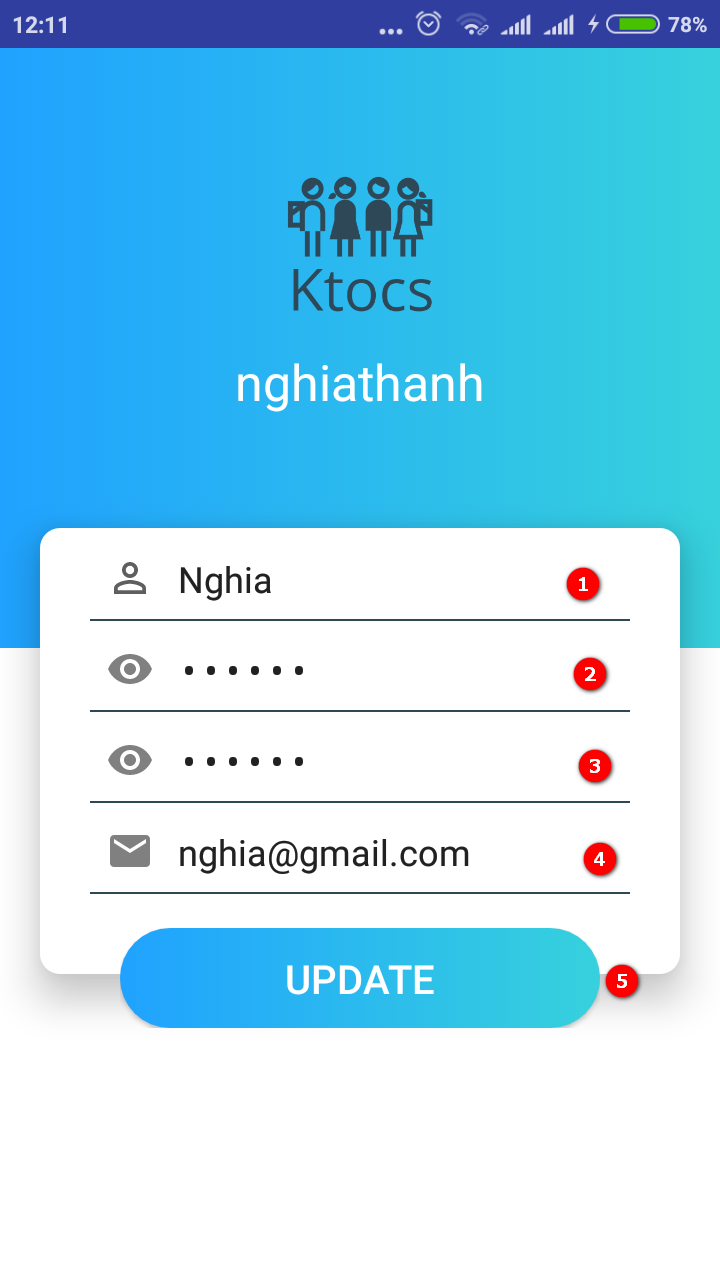 12:11 78%
Ktocs
nghiathanh
Nghia 1
•••••• 2
•••••• 3
nghia@gmail.com 4
UPDATE 5